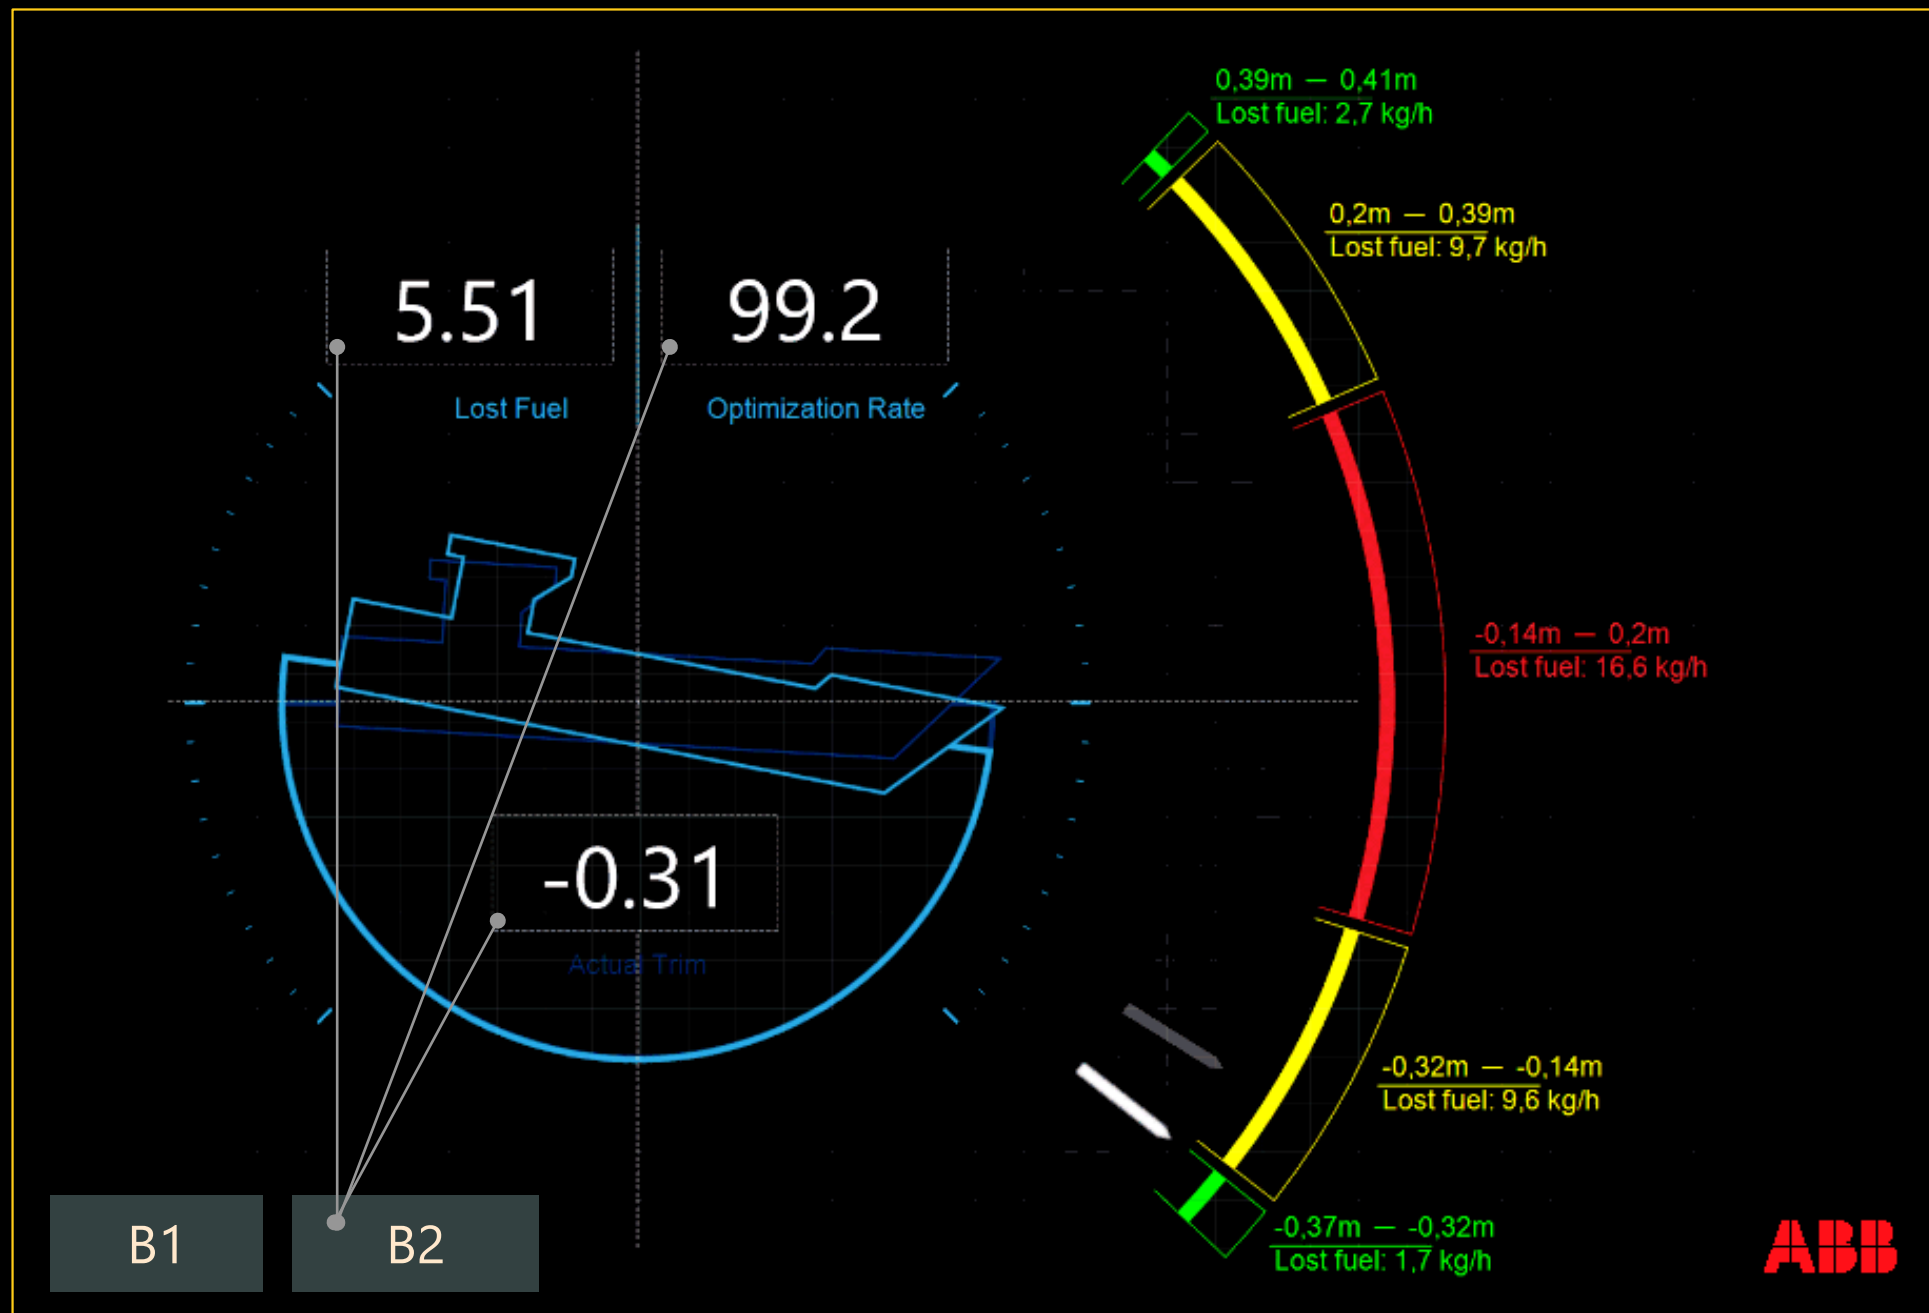 0,39m — 0,41m
Lost fuel: 2,7 kg/h
0,2m — 0,39m
Lost fuel: 9,7 kg/h
5.51
99.2
Lost Fuel
Optimization Rate
-0,14m — 0,2m
Lost fuel: 16,6 kg/h
-0.31
Actual Trim
-0,32m — -0,14m
Lost fuel: 9,6 kg/h
B1
B2
-0,37m — -0,32m
Lost fuel: 1,7 kg/h
ABB